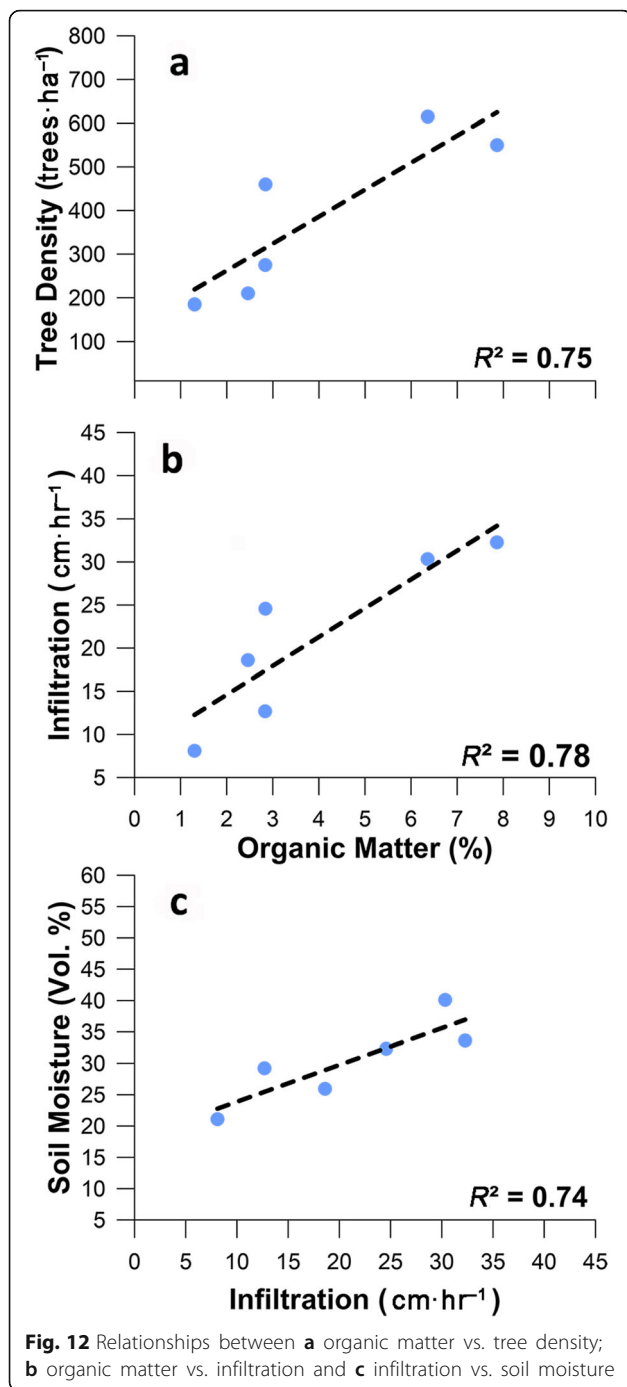 a
800
700
600
500
400
300
200
100
Tree Density (trees·ha⁻¹)
R² = 0.75
b
45
40
35
30
25
20
15
10
5
Infiltration (cm·hr⁻¹)
R² = 0.78
0 1 2 3 4 5 6 7 8 9 10
Organic Matter (%)
c
60
55
50
45
40
35
30
25
20
15
10
5
Soil Moisture (Vol. %)
R² = 0.74
0 5 10 15 20 25 30 35 40 45
Infiltration (cm·hr⁻¹)
Fig. 12 Relationships between a organic matter vs. tree density;
b organic matter vs. infiltration and c infiltration vs. soil moisture